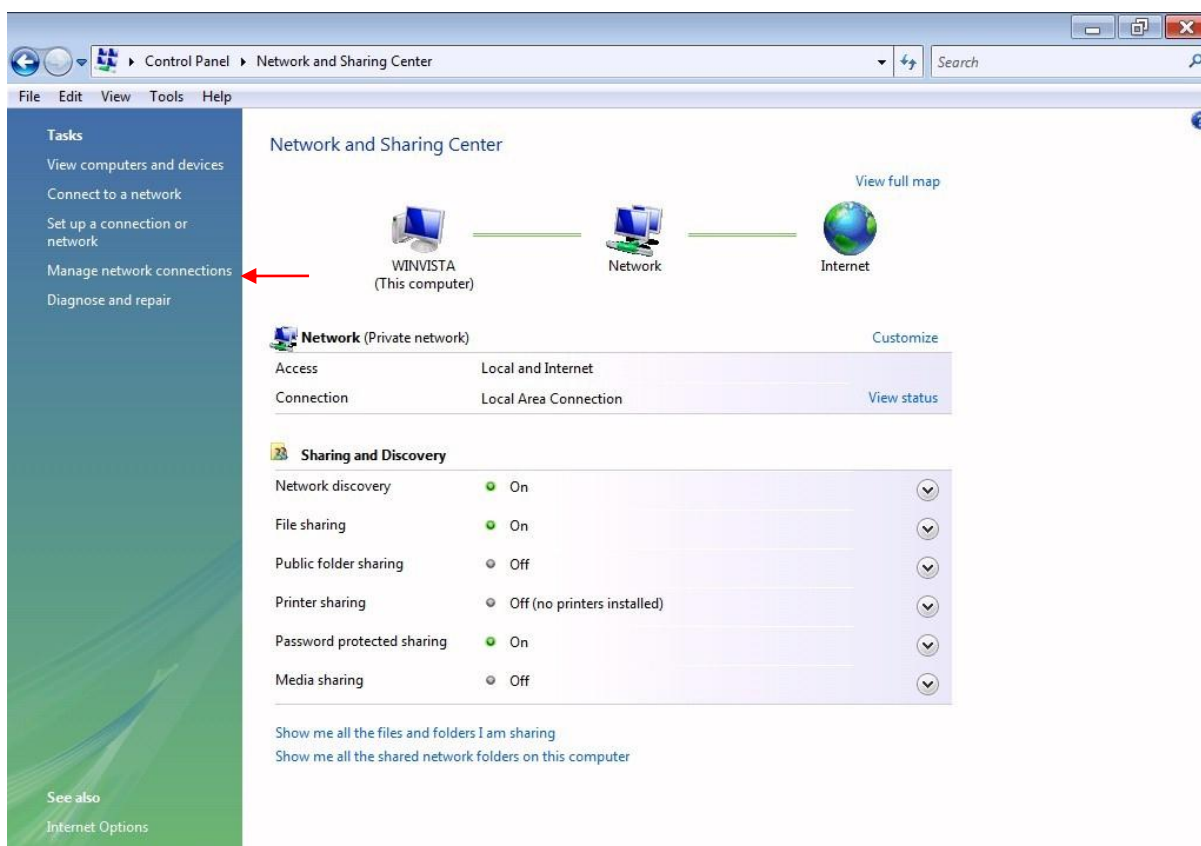 Control Panel Network and Sharing Center
Search
File Edit View Tools Help
Tasks
View computers and devices
Connect to a network
Set up a connection or
network
Manage network connections
Diagnose and repair
Network and Sharing Center
View full map
WINVISTA
(This computer)
Network
Internet
Network (Private network)
Customize
Access Local and Internet
Connection Local Area Connection View status
Sharing and Discovery
Network discovery On
File sharing On
Public folder sharing Off
Printer sharing Off (no printers installed)
Password protected sharing On
Media sharing Off
Show me all the files and folders I am sharing
Show me all the shared network folders on this computer
See also
Internet Options